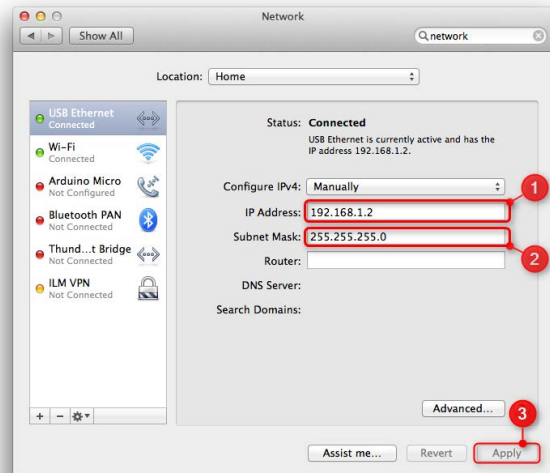 Network
Show All
network
Location: Home
USB Ethernet
Connected
Wi-Fi
Connected
Arduino Micro
Not Configured
Bluetooth PAN
Not Connected
Thund...t Bridge
Not Connected
ILM VPN
Not Connected
Status: Connected
USB Ethernet is currently active and has the
IP address 192.168.1.2.
Configure IPv4: Manually
1
IP Address: 192.168.1.2
Subnet Mask: 255.255.255.0
2
Router:
DNS Server:
Search Domains:
Advanced...
3
Assist me... Revert Apply